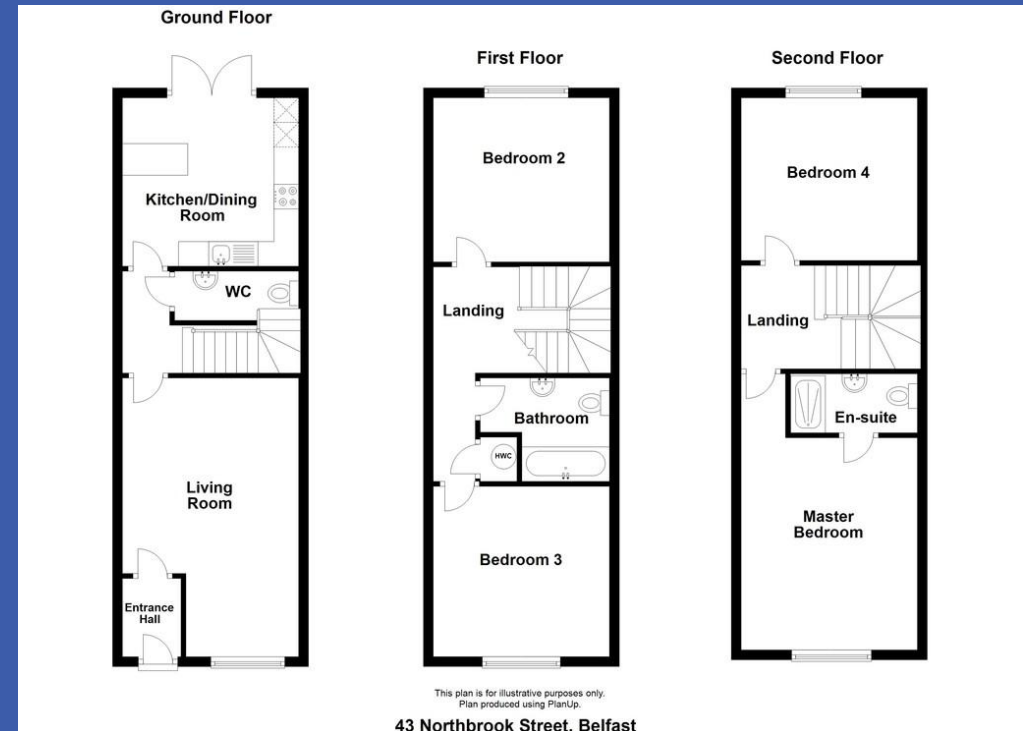 Ground Floor
First Floor
Second Floor
Kitchen/Dining
Room
WC
Living
Room
Entrance
Hall
Bedroom 2
Landing
Bathroom
HWC
Bedroom 3
Bedroom 4
Landing
En-suite
Master
Bedroom
This plan is for illustrative purposes only.
Plan produced using PlanUp.
43 Northbrook Street, Belfast